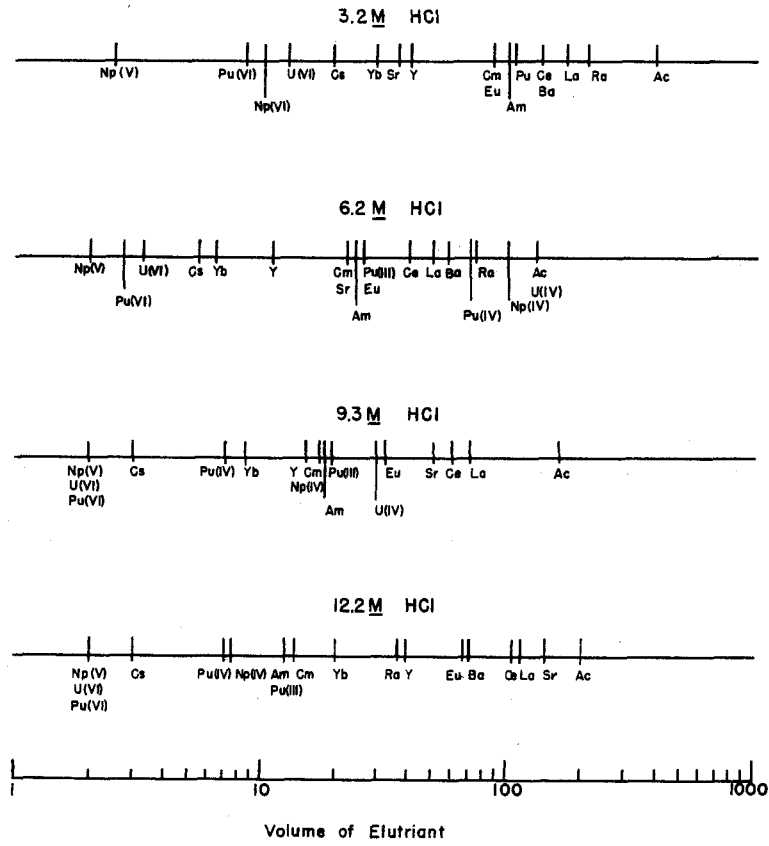 3.2 M HCl
Np (V) Pu(VI) U(VI) Cs Yb Sr Y Cm Pu Ce La Ra Ac
Eu Ba
Np(VI) Am
6.2 M HCl
Np(V) U(VI) Cs Yb Y Cm Pu(III) Ce La Ba Ra Ac
Sr Eu U(IV)
Pu(VI) Am Pu(IV) Np(IV)
9.3 M HCl
Np(V) Cs Pu(IV) Yb Y Cm Pu(III) Eu Sr Ce La Ac
U(VI) Np(IV)
Pu(VI) Am U(IV)
12.2 M HCl
Np(V) Cs Pu(IV) Np(IV) Am Cm Yb Ra Y Eu Ba Ce La Sr Ac
U(VI) Pu(III)
Pu(VI)
1 10 100 1000
Volume of Elutriant